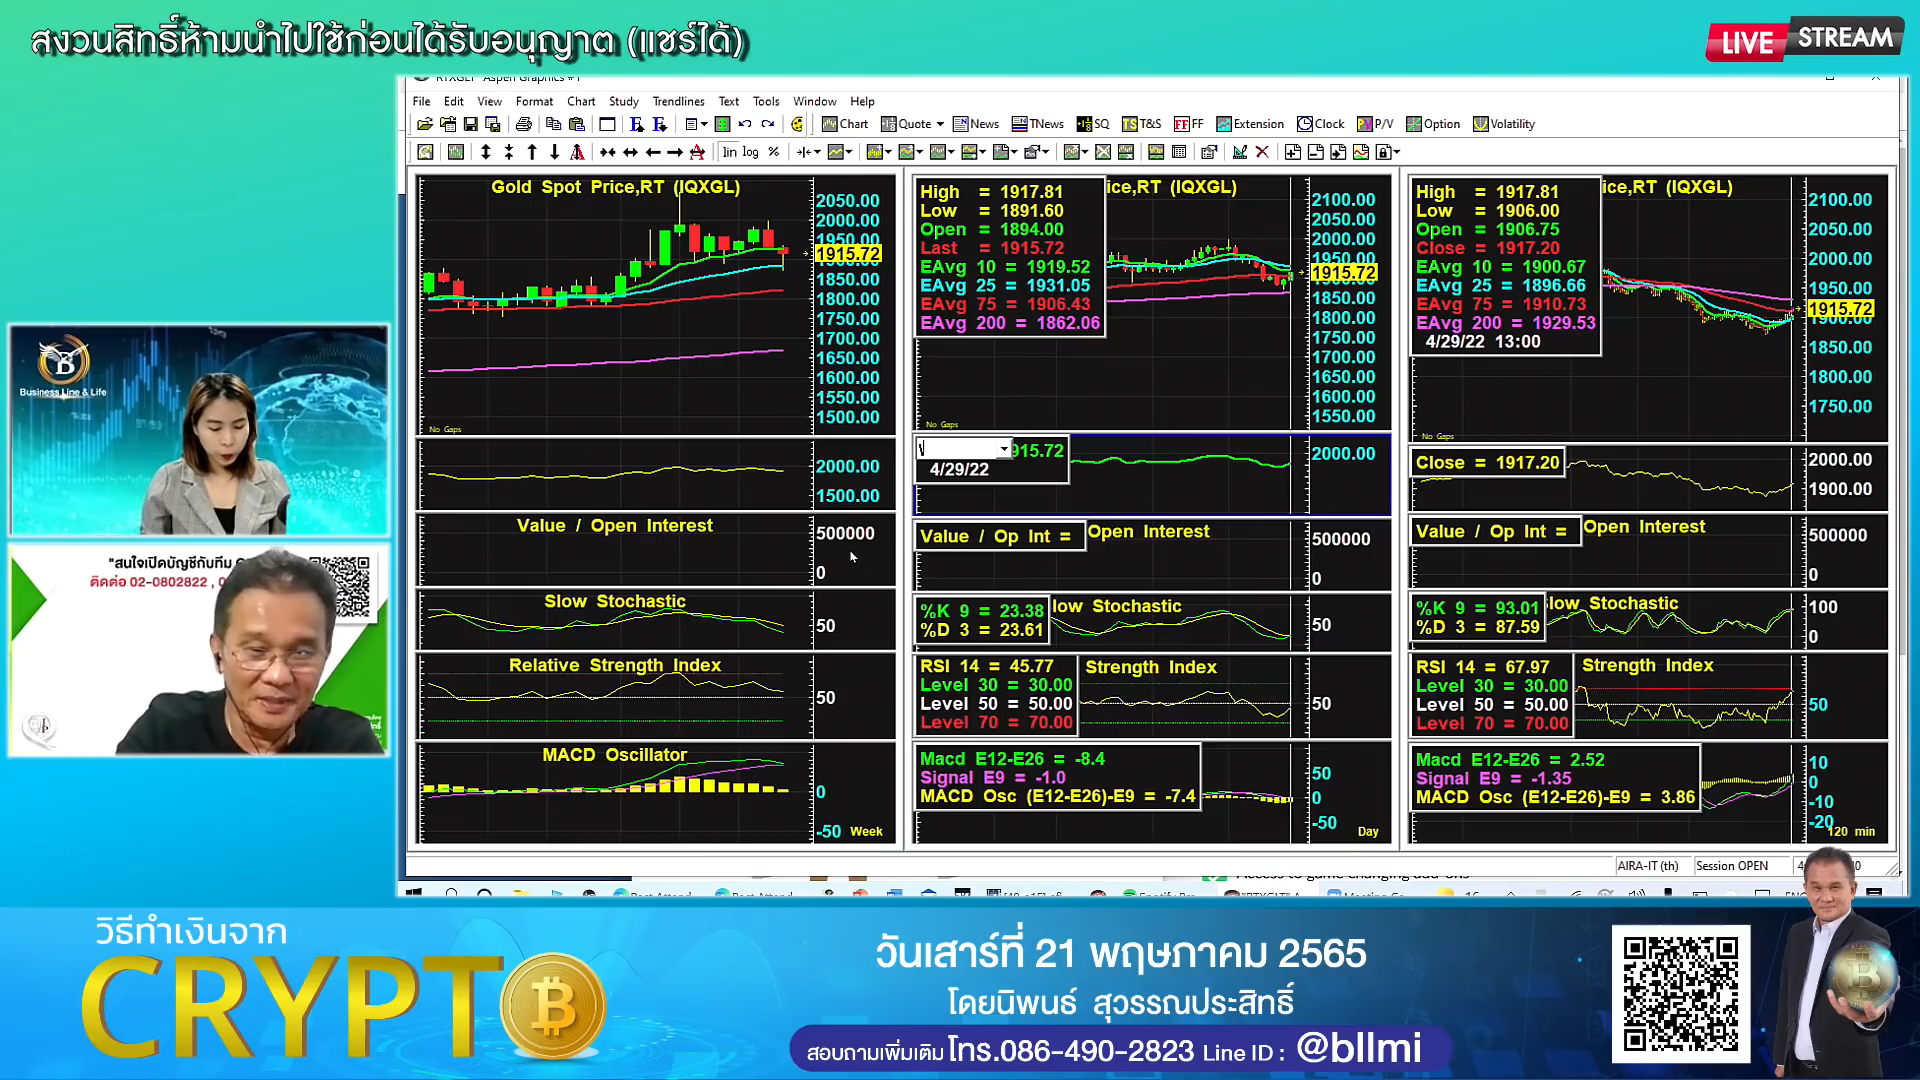 สงวนสิทธิ์ห้ามนำไปใช้ก่อนได้รับอนุญาต (แชร์ได้)
LIVE STREAM
File Edit View Format Chart Study Trendlines Text Tools Window Help
Chart Quote News TNews SQ T&S FF Extension Clock P/V Option Volatility
lin log %
Gold Spot Price,RT (IQXGL)
2050.00
2000.00
1915.72
1850.00
1800.00
1750.00
1700.00
1650.00
1600.00
1550.00
1500.00
No Gaps
2000.00
1500.00
Value / Open Interest
500000
0
Slow Stochastic
50
Relative Strength Index
50
MACD Oscillator
0
-50 Week
ice,RT (IQXGL)
High = 1917.81
Low = 1891.60
Open = 1894.00
Last = 1915.72
EAvg 10 = 1919.52
EAvg 25 = 1931.05
EAvg 75 = 1906.43
EAvg 200 = 1862.06
2100.00
2050.00
2000.00
1950.00
1915.72
1850.00
1800.00
1750.00
1700.00
1650.00
1600.00
1550.00
No Gaps
915.72
4/29/22
2000.00
Value / Op Int = Open Interest
500000
0
%K 9 = 23.38
%D 3 = 23.61
low Stochastic
50
RSI 14 = 45.77
Level 30 = 30.00
Level 50 = 50.00
Level 70 = 70.00
Strength Index
50
Macd E12-E26 = -8.4
Signal E9 = -1.0
MACD Osc (E12-E26)-E9 = -7.4
50
0
-50
Day
ice,RT (IQXGL)
High = 1917.81
Low = 1906.00
Open = 1906.75
Close = 1917.20
EAvg 10 = 1900.67
EAvg 25 = 1896.66
EAvg 75 = 1910.73
EAvg 200 = 1929.53
4/29/22 13:00
2100.00
2050.00
2000.00
1950.00
1915.72
1900.00
1850.00
1800.00
1750.00
No Gaps
Close = 1917.20
2000.00
1900.00
Value / Op Int = Open Interest
500000
0
%K 9 = 93.01
%D 3 = 87.59
low Stochastic
100
0
RSI 14 = 67.97
Level 30 = 30.00
Level 50 = 50.00
Level 70 = 70.00
Strength Index
50
Macd E12-E26 = 2.52
Signal E9 = -1.35
MACD Osc (E12-E26)-E9 = 3.86
10
0
-10
-20
120 min
AIRA-IT (th) Session OPEN
B
Business Line & Life
"สนใจเปิดบัญชีกับทีม
ติดต่อ 02-0802822
วิธีทำเงินจาก
CRYPTO
วันเสาร์ที่ 21 พฤษภาคม 2565
โดยนิพนธ์ สุวรรณประสิทธิ์
สอบถามเพิ่มเติม โทร.086-490-2823 Line ID : @bllmi